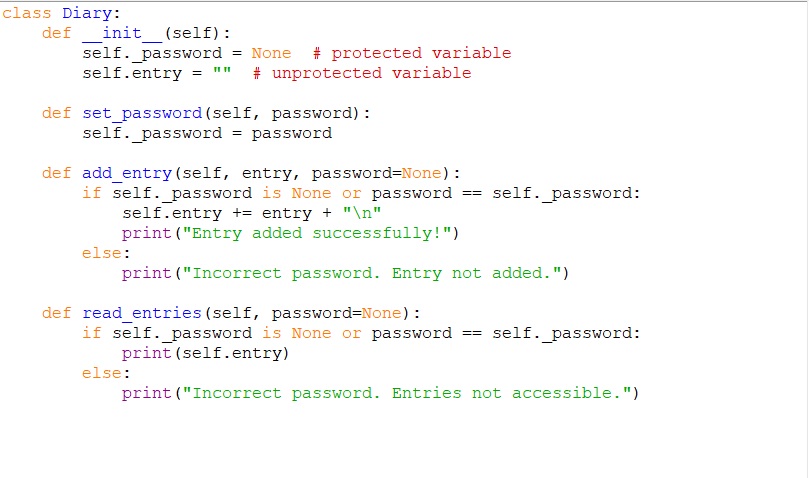 class Diary:
    def __init__(self):
        self._password = None  # protected variable
        self.entry = ""  # unprotected variable

    def set_password(self, password):
        self._password = password

    def add_entry(self, entry, password=None):
        if self._password is None or password == self._password:
            self.entry += entry + "\n"
            print("Entry added successfully!")
        else:
            print("Incorrect password. Entry not added.")

    def read_entries(self, password=None):
        if self._password is None or password == self._password:
            print(self.entry)
        else:
            print("Incorrect password. Entries not accessible.")